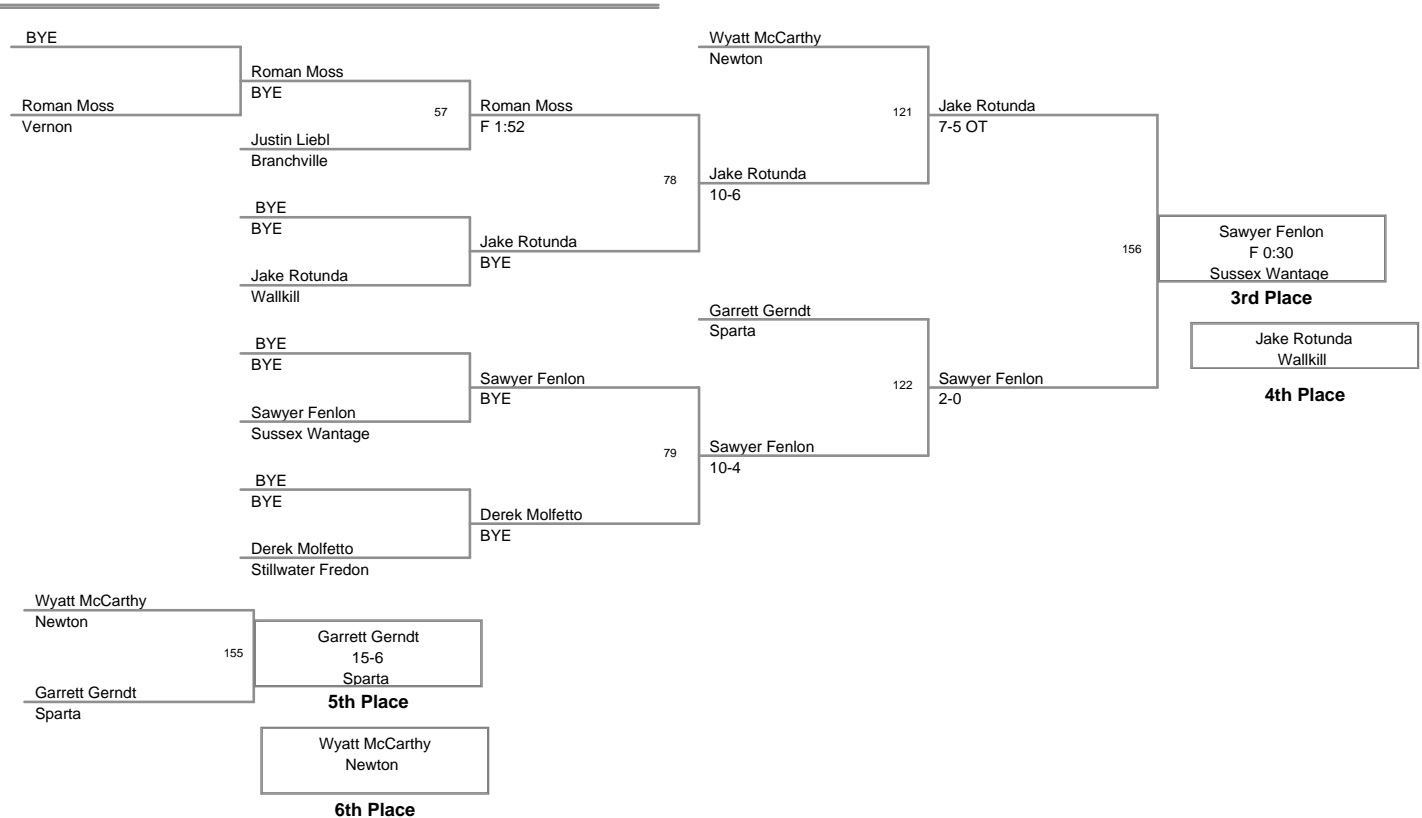 BYE
Roman Moss
Vernon
Roman Moss
BYE
57
Justin Liebl
Branchville
BYE
BYE
Jake Rotunda
Wallkill
BYE
BYE
Sawyer Fenlon
Sussex Wantage
BYE
BYE
Derek Molfetto
Stillwater Fredon
Roman Moss
F 1:52
78
Jake Rotunda
BYE
Sawyer Fenlon
BYE
79
Derek Molfetto
BYE
Wyatt McCarthy
Newton
121
Jake Rotunda
10-6
Garrett Gerndt
Sparta
122
Sawyer Fenlon
10-4
Jake Rotunda
7-5 OT
156
Sawyer Fenlon
2-0
Sawyer Fenlon
F 0:30
Sussex Wantage
3rd Place
Jake Rotunda
Wallkill
4th Place
Wyatt McCarthy
Newton
155
Garrett Gerndt
Sparta
Garrett Gerndt
15-6
Sparta
5th Place
Wyatt McCarthy
Newton
6th Place